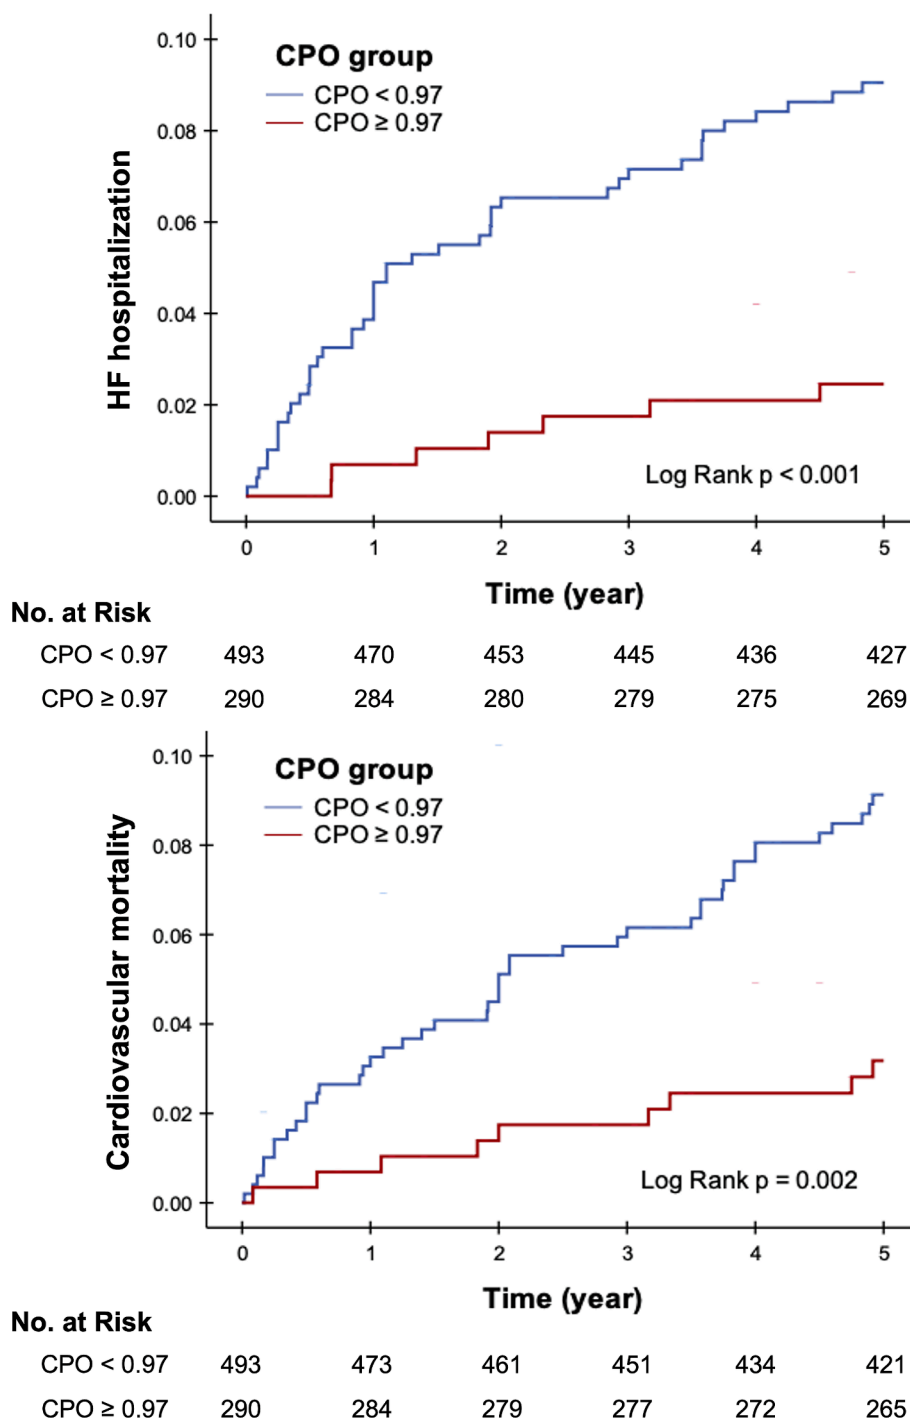 0.10
CPO group
CPO < 0.97
CPO ≥ 0.97
0.08
0.06
HF hospitalization
0.04
0.02
Log Rank p < 0.001
0.00
0 1 2 3 4 5
Time (year)
No. at Risk
CPO < 0.97 493 470 453 445 436 427
CPO ≥ 0.97 290 284 280 279 275 269
0.10
CPO group
CPO < 0.97
CPO ≥ 0.97
0.08
0.06
Cardiovascular mortality
0.04
0.02
Log Rank p = 0.002
0.00
0 1 2 3 4 5
Time (year)
No. at Risk
CPO < 0.97 493 473 461 451 434 421
CPO ≥ 0.97 290 284 279 277 272 265